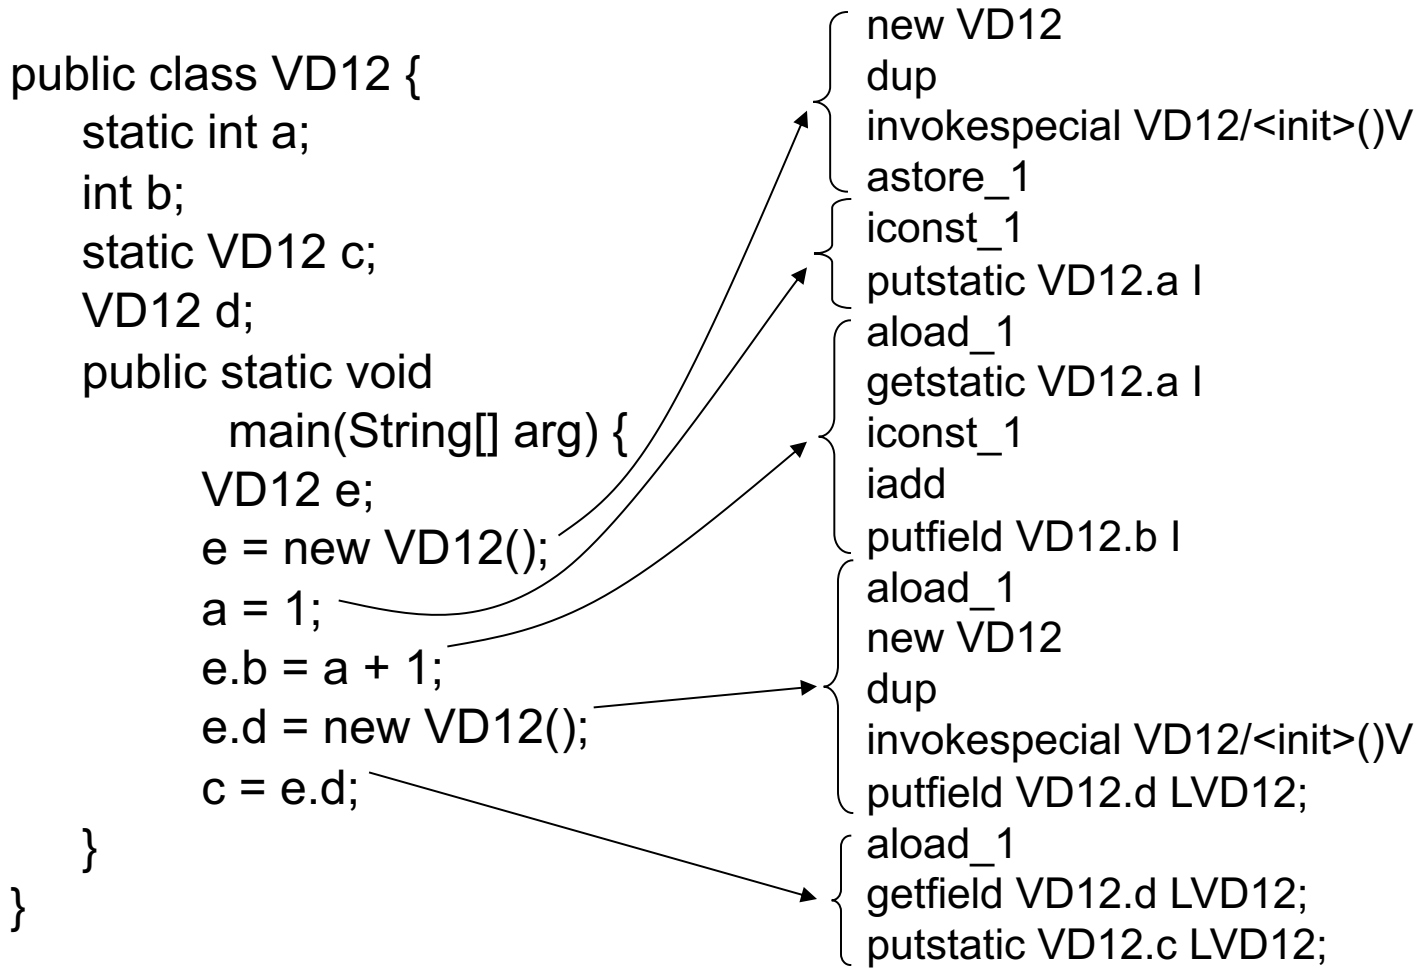 public class VD12 {
static int a;
int b;
static VD12 c;
VD12 d;
public static void
main(String[] arg) {
VD12 e;
e = new VD12();
a = 1;
e.b = a + 1;
e.d = new VD12();
c = e.d;
}
}
new VD12
dup
invokespecial VD12/<init>()V
astore_1
iconst_1
putstatic VD12.a I
aload_1
getstatic VD12.a I
iconst_1
iadd
putfield VD12.b I
aload_1
new VD12
dup
invokespecial VD12/<init>()V
putfield VD12.d LVD12;
aload_1
getfield VD12.d LVD12;
putstatic VD12.c LVD12;